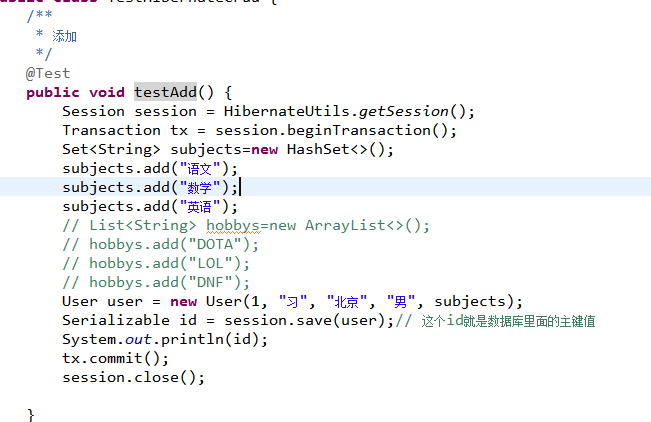 /**
* 添加
*/
@Test
public void testAdd() {
Session session = HibernateUtils.getSession();
Transaction tx = session.beginTransaction();
Set<String> subjects=new HashSet<>();
subjects.add("语文");
subjects.add("数学");
subjects.add("英语");
// List<String> hobbys=new ArrayList<>();
// hobbys.add("DOTA");
// hobbys.add("LOL");
// hobbys.add("DNF");
User user = new User(1, "习", "北京", "男", subjects);
Serializable id = session.save(user);// 这个id就是数据库里面的主键值
System.out.println(id);
tx.commit();
session.close();
}